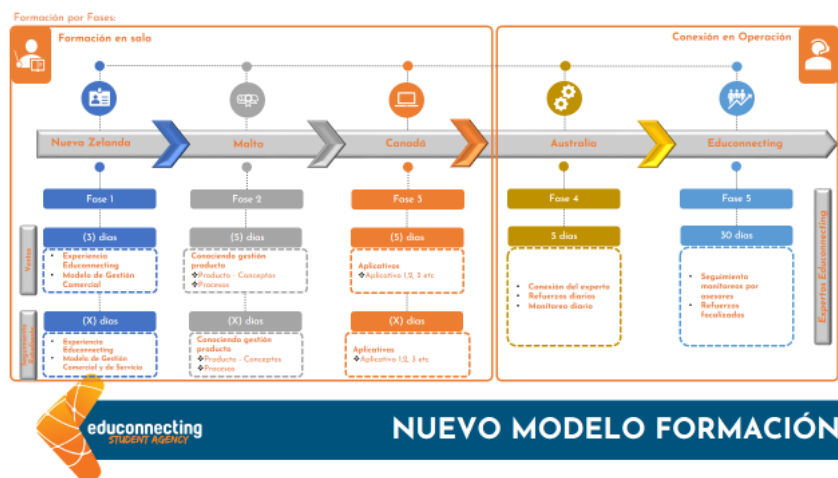 Formación por Fases:
Formación en sala
Conexión en Operación
Nueva Zelanda
Malta
Canadá
Australia
Educonnecting
Fase 1
Fase 2
Fase 3
Fase 4
Fase 5
Ventas
(3) días
(5) días
(5) días
5 días
30 días
• Experiencia
Educonnecting
• Modelo de Gestión
Comercial
Conociendo gestión
producto
❖Producto - Conceptos
❖Procesos
Aplicativos
❖Aplicativo 1,2, 3 etc
• Conexión del experto
• Refuerzos diarios
• Monitoreo diario
• Seguimiento
monitoreos por
asesores
• Refuerzos
focalizados
Expertos Educonnecting
(X) días
(X) días
(X) días
• Experiencia
Educonnecting
• Modelo de Gestión
Comercial y de Servicio
Conociendo gestión
producto
❖Producto - Conceptos
❖Procesos
Aplicativos
❖Aplicativo 1,2, 3 etc
educonnecting
STUDENT AGENCY
NUEVO MODELO FORMACIÓN